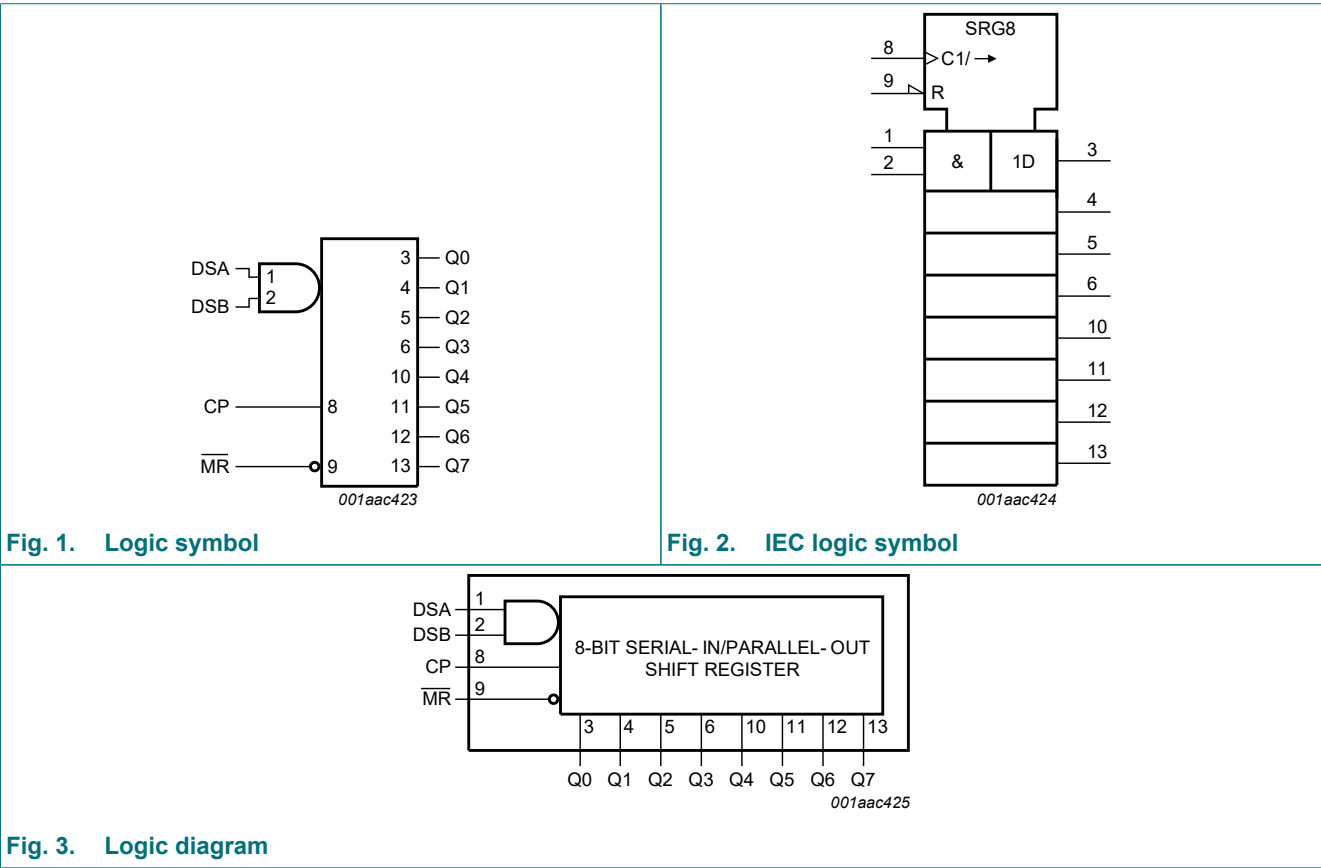 DSA
DSB
1
2
CP
8
MR
9
3
Q0
4
Q1
5
Q2
6
Q3
10
Q4
11
Q5
12
Q6
13
Q7
001aac423
Fig. 1. Logic symbol
SRG8
8
C1/
9
R
1
2
&
1D
3
4
5
6
10
11
12
13
001aac424
Fig. 2. IEC logic symbol
DSA
1
DSB
2
CP
8
MR
9
8-BIT SERIAL- IN/PARALLEL- OUT
SHIFT REGISTER
3
4
5
6
10
11
12
13
Q0
Q1
Q2
Q3
Q4
Q5
Q6
Q7
001aac425
Fig. 3. Logic diagram